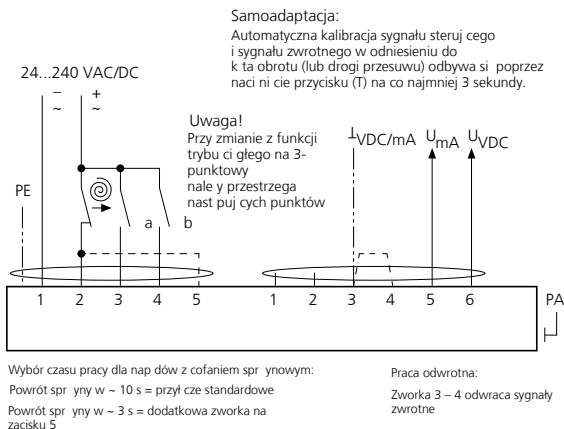 Samoadaptacja:
Automatyczna kalibracja sygnału steruj cego
i sygnału zwrotnego w odniesieniu do
k ta obrotu (lub drogi przesuwu) odbywa si  poprzez
naci ni cie przycisku (T) na co najmniej 3 sekundy.
24...240 VAC/DC
– +
~ ~
Uwaga!
Przy zmianie z funkcji
trybu ci głego na 3-
punktowy
nale y przestrzega
nast puj cych punktów
⊥VDC/mA UmA UVDC
PE
a b
1 2 3 4 5 1 2 3 4 5 6 PA
Wybór czasu pracy dla nap dów z cofaniem spr ynowym:
Powrót spr yny w ~ 10 s = przył cze standardowe
Powrót spr yny w ~ 3 s = dodatkowa zworka na
zacisku 5
Praca odwrotna:
Zworka 3 – 4 odwraca sygnały
zwrotne